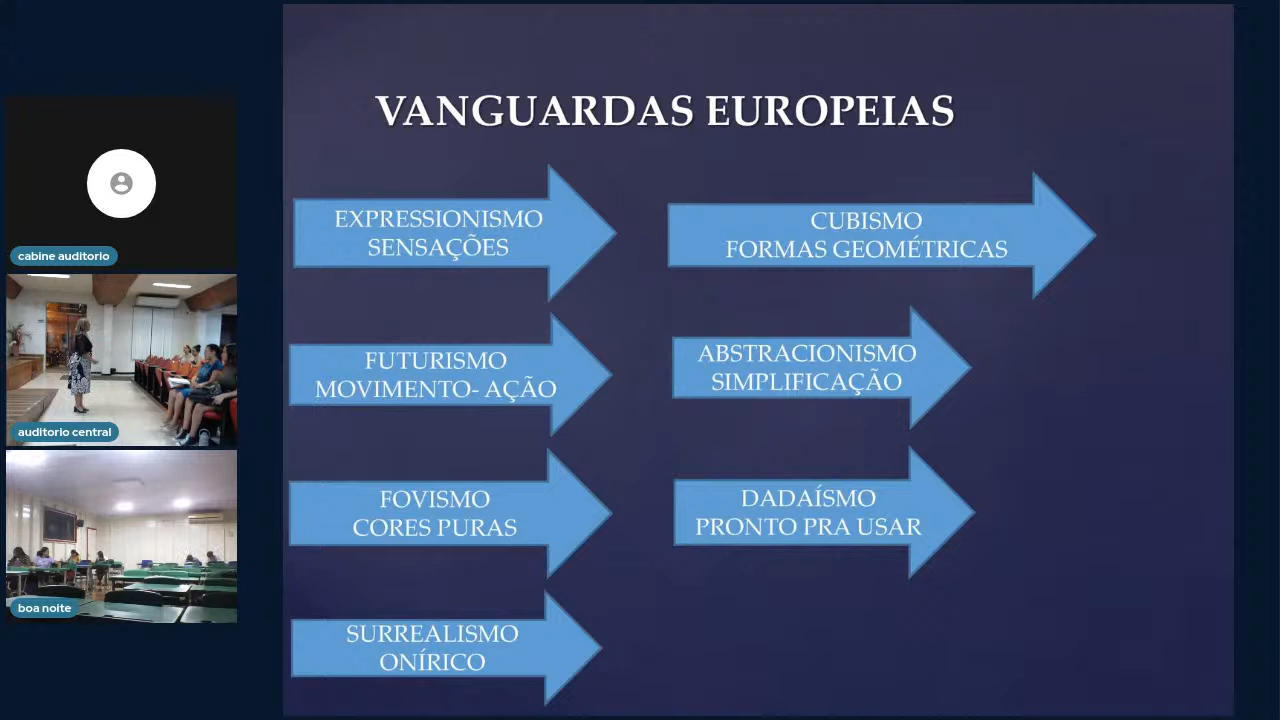 VANGUARDAS EUROPEIAS
EXPRESSIONISMO
SENSAÇÕES
CUBISMO
FORMAS GEOMÉTRICAS
FUTURISMO
MOVIMENTO- AÇÃO
ABSTRACIONISMO
SIMPLIFICAÇÃO
FOVISMO
CORES PURAS
DADAÍSMO
PRONTO PRA USAR
SURREALISMO
ONÍRICO
cabine auditorio
auditorio central
boa noite